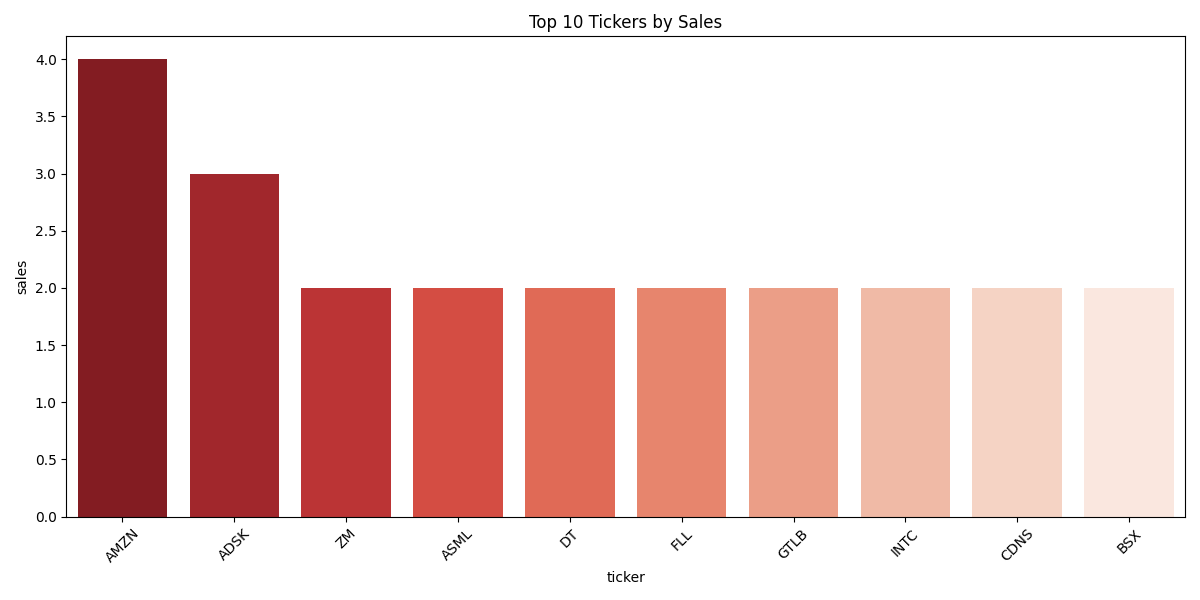 Top 10 Tickers by Sales
sales
4.0
3.5
3.0
2.5
2.0
1.5
1.0
0.5
0.0
AMZN
ADSK
ZM
ASML
DT
FLL
GTLB
INTC
CDNS
BSX
ticker